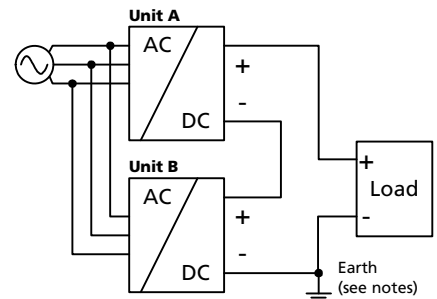 Unit A
AC
+
-
DC
Unit B
AC
+
-
DC
+
Load
-
Earth
(see notes)